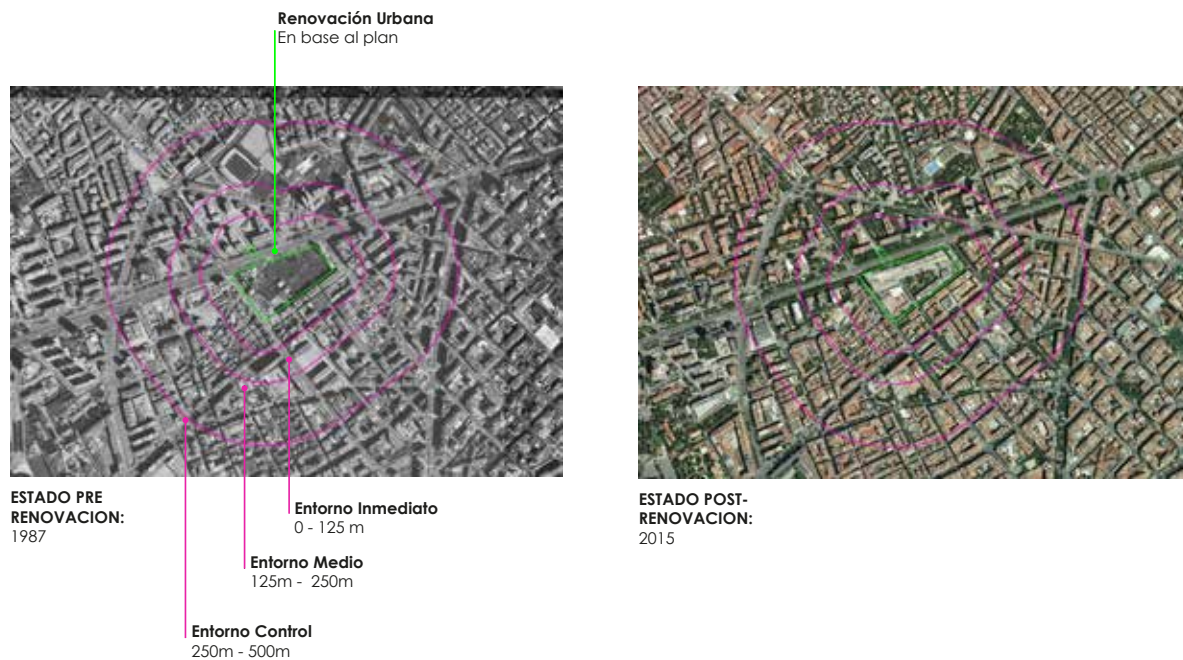 Renovación Urbana
En base al plan
ESTADO PRE
RENOVACION:
1987
Entorno Inmediato
0 - 125 m
Entorno Medio
125m - 250m
Entorno Control
250m - 500m
ESTADO POST-
RENOVACION:
2015